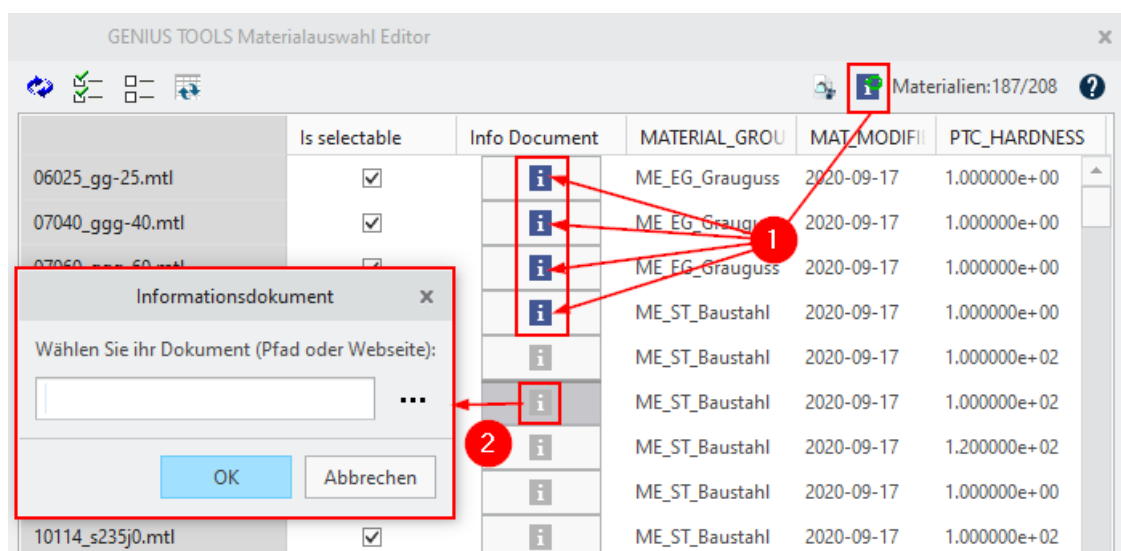 GENIUS TOOLS Materialauswahl Editor
Materialien:187/208
Is selectable Info Document MATERIAL_GROU MAT_MODIFI PTC_HARDNESS
06025_gg-25.mtl ME_EG_Grauguss 2020-09-17 1.000000e+00
07040_ggg-40.mtl ME_EG_Graugu 2020-09-17 1.000000e+00
1
ME_EG_Grauguss 2020-09-17 1.000000e+00
Informationsdokument
ME_ST_Baustahl 2020-09-17 1.000000e+00
Wählen Sie ihr Dokument (Pfad oder Webseite):
ME_ST_Baustahl 2020-09-17 1.000000e+02
...
ME_ST_Baustahl 2020-09-17 1.000000e+02
2
ME_ST_Baustahl 2020-09-17 1.200000e+02
OK Abbrechen
ME_ST_Baustahl 2020-09-17 1.000000e+00
10114_s235j0.mtl ME_ST_Baustahl 2020-09-17 1.000000e+02